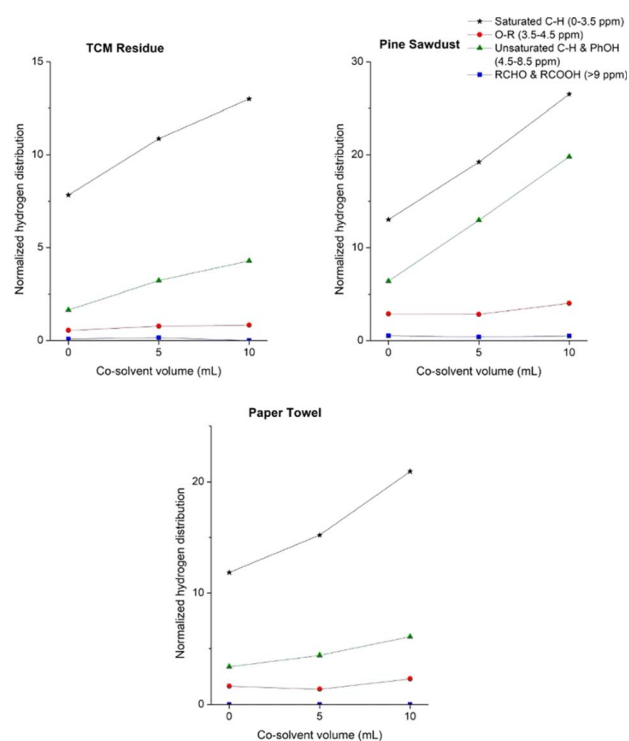 TCM Residue
Normalized hydrogen distribution
15
10
5
0
0
5
10
Co-solvent volume (mL)
Pine Sawdust
Saturated C-H (0-3.5 ppm)
O-R (3.5-4.5 ppm)
Unsaturated C-H & PhOH
(4.5-8.5 ppm)
RCHO & RCOOH (>9 ppm)
Normalized hydrogen distribution
30
20
10
0
0
5
10
Co-solvent volume (mL)
Paper Towel
Normalized hydrogen distribution
20
10
0
0
5
10
Co-solvent volume (mL)